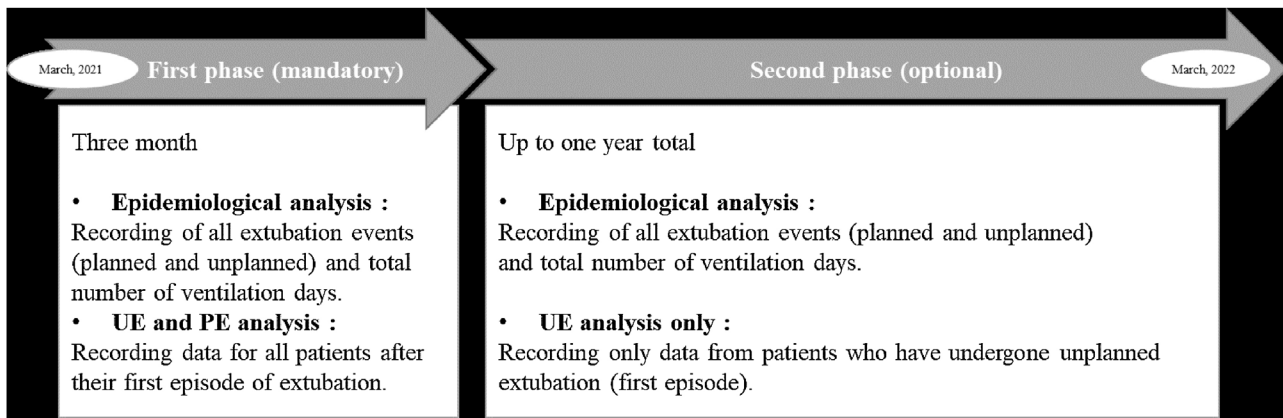 March, 2021
First phase (mandatory)
Second phase (optional)
March, 2022
Three month
• Epidemiological analysis :
Recording of all extubation events
(planned and unplanned) and total
number of ventilation days.
• UE and PE analysis :
Recording data for all patients after
their first episode of extubation.
Up to one year total
• Epidemiological analysis :
Recording of all extubation events (planned and unplanned)
and total number of ventilation days.
• UE analysis only :
Recording only data from patients who have undergone unplanned
extubation (first episode).